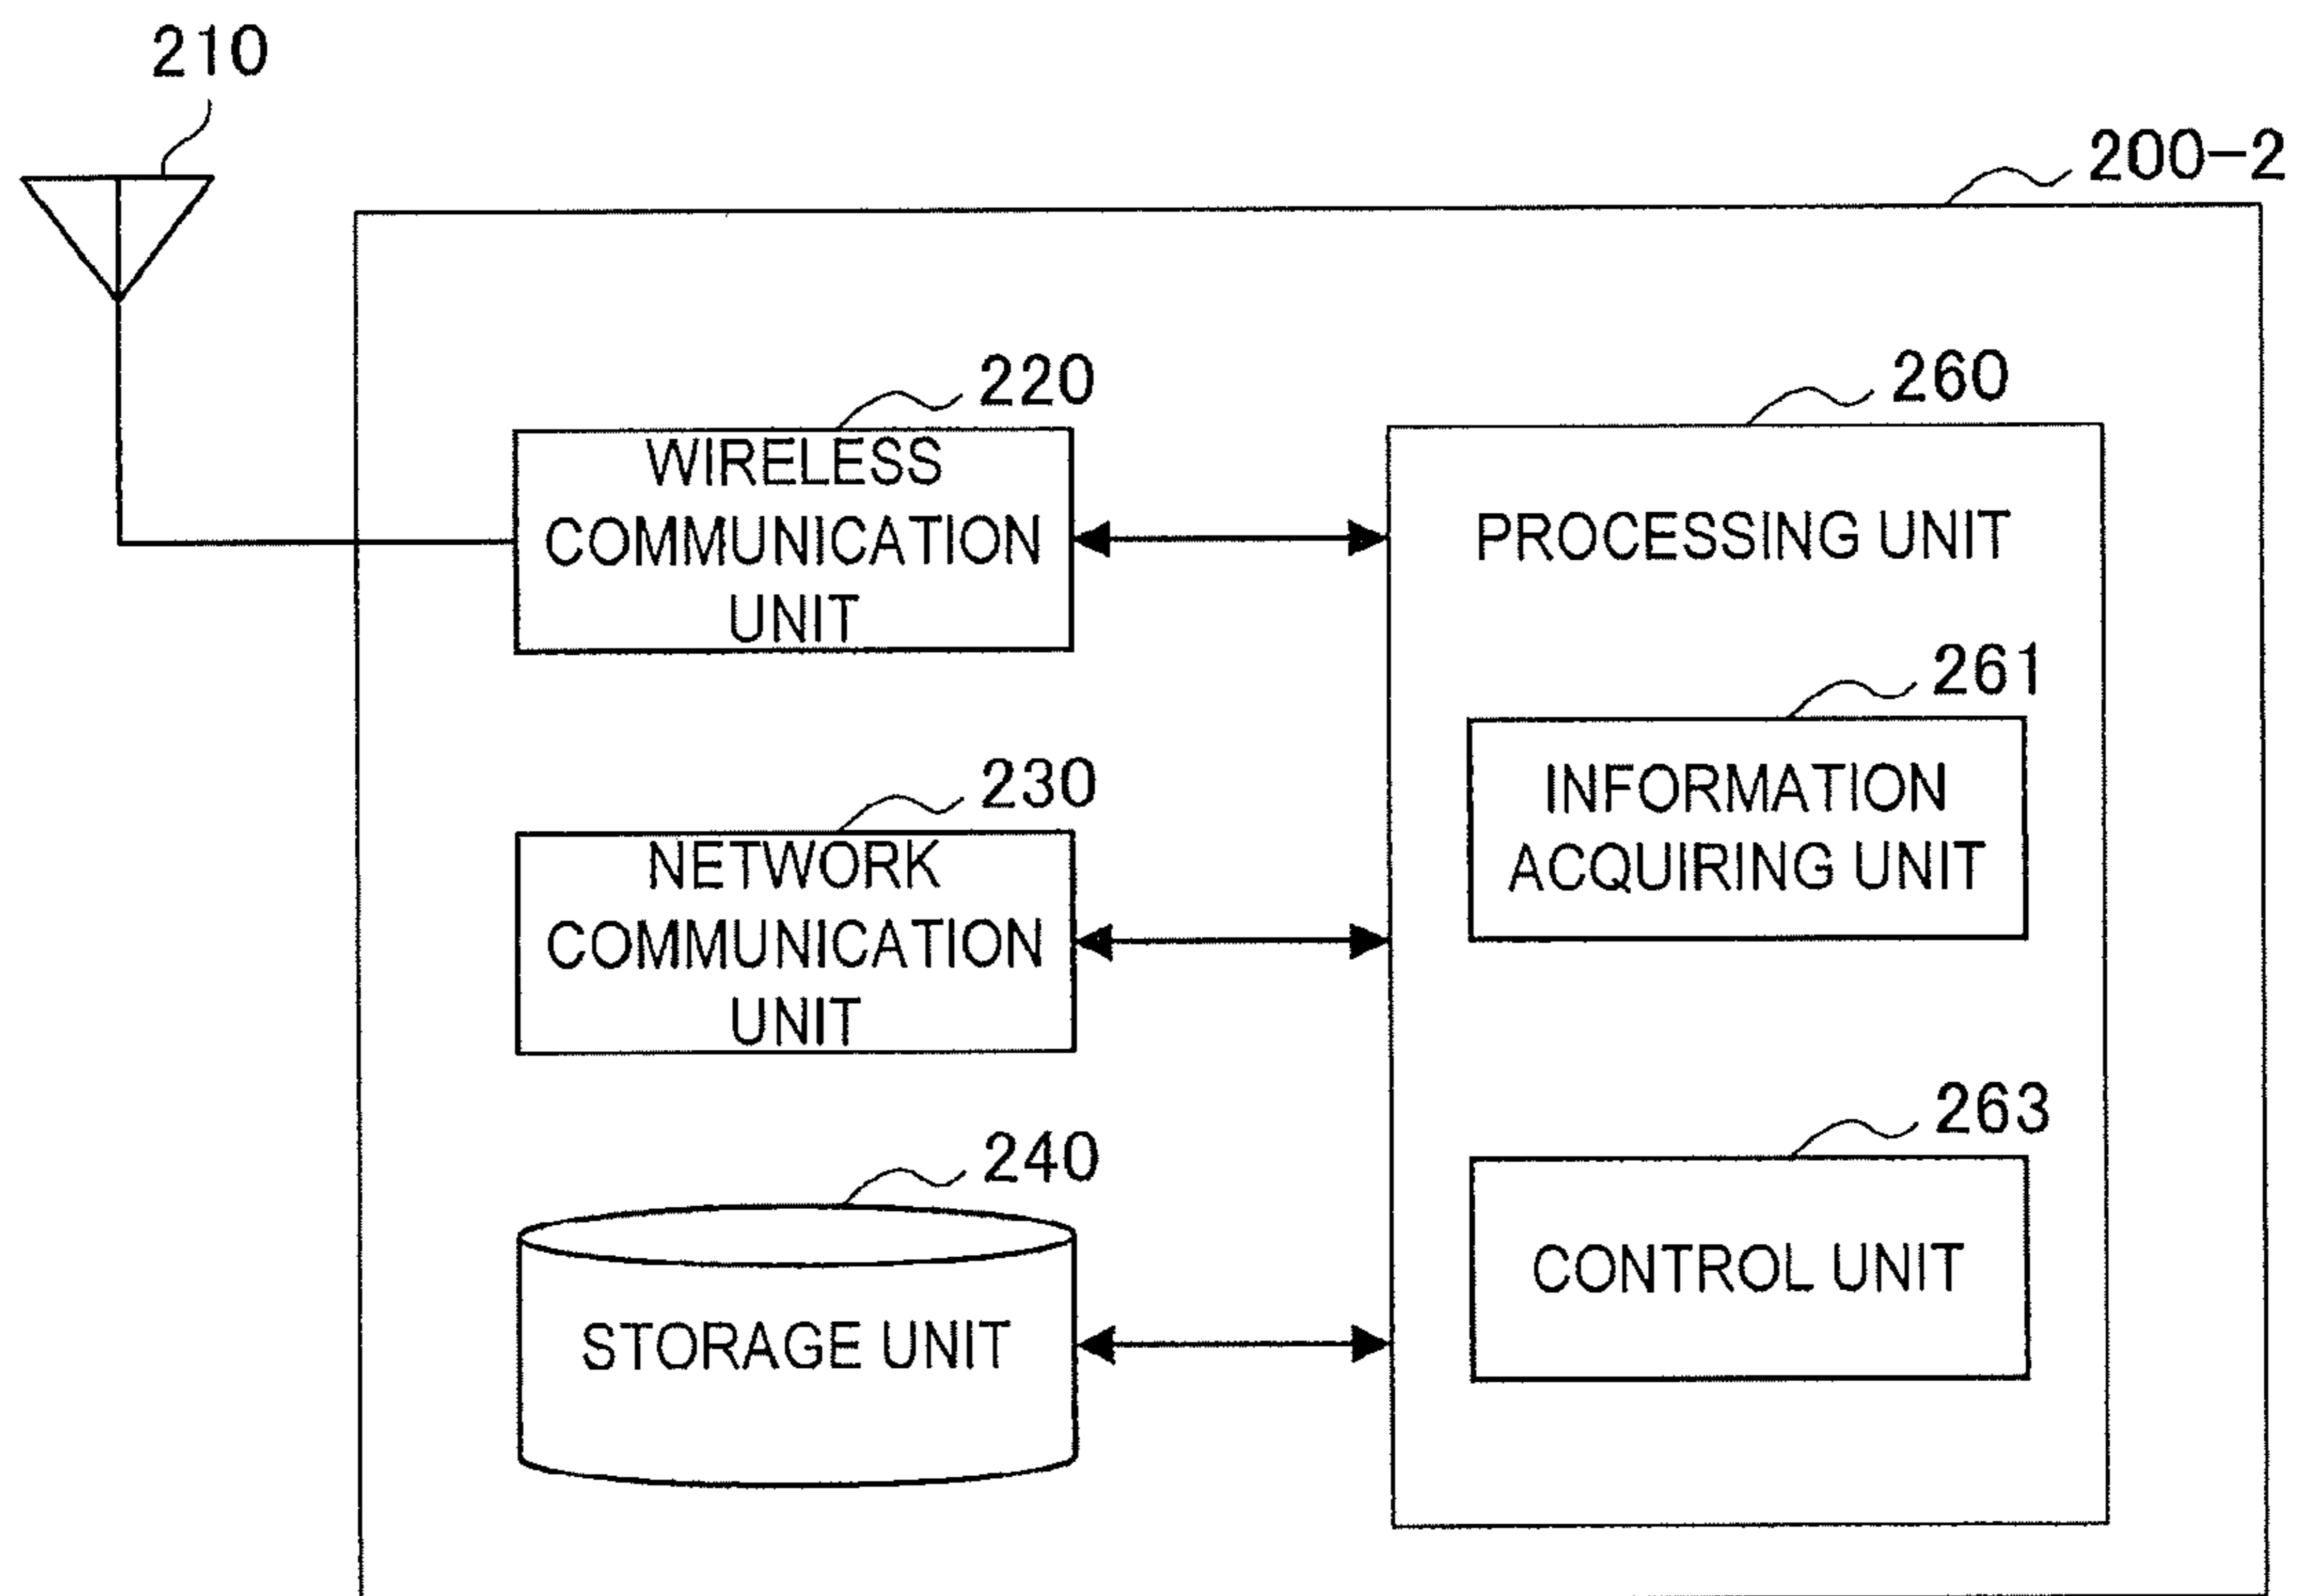 210
200-2
220
WIRELESS
COMMUNICATION
UNIT
260
PROCESSING UNIT
261
INFORMATION
ACQUIRING UNIT
230
NETWORK
COMMUNICATION
UNIT
263
CONTROL UNIT
240
STORAGE UNIT